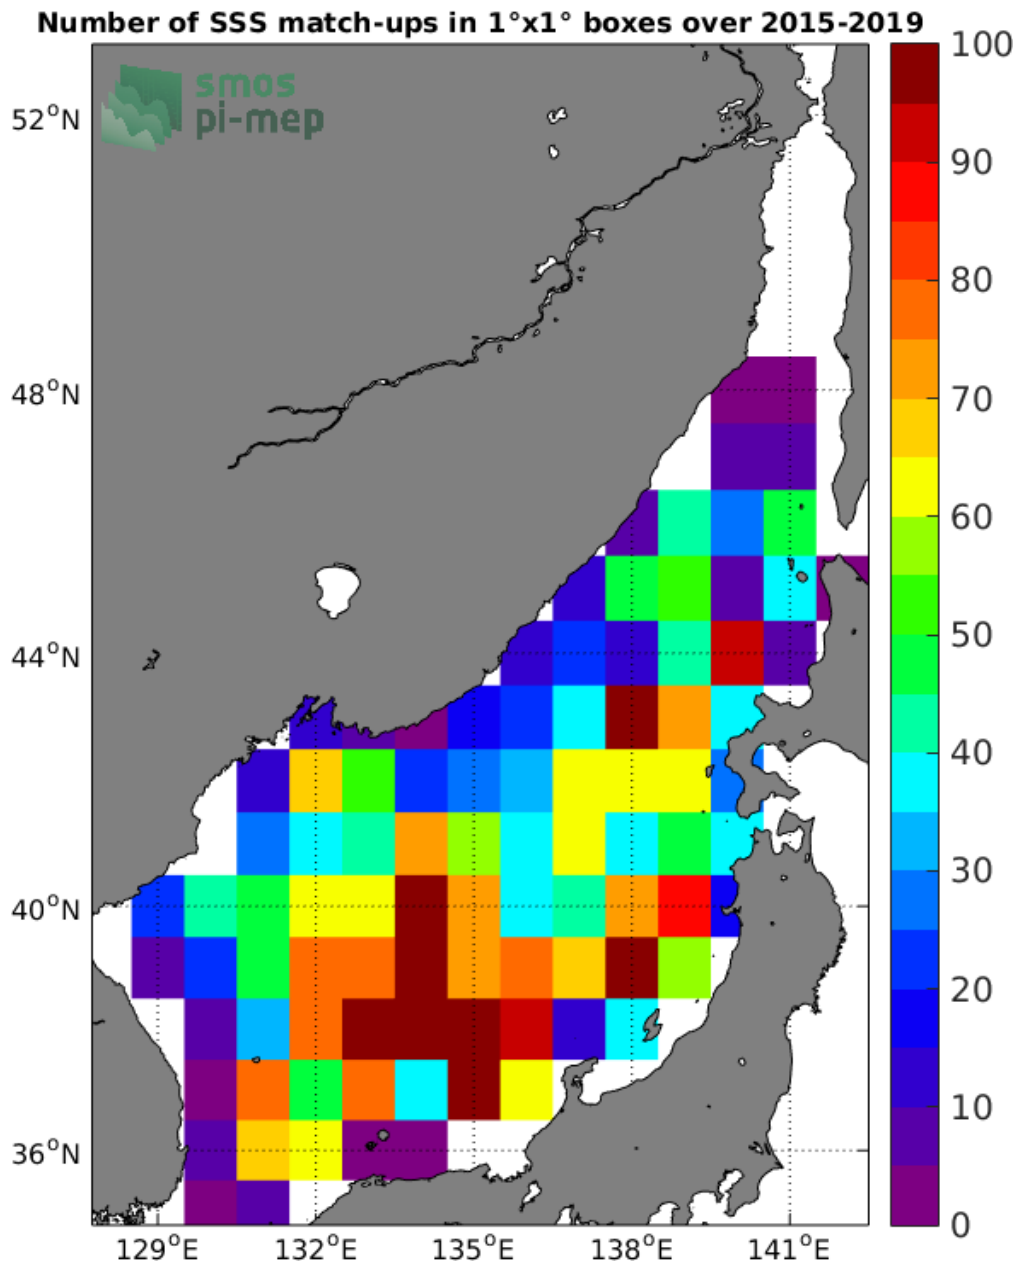 Number of SSS match-ups in 1°x1° boxes over 2015-2019
smos
pi-mep
52°N
48°N
44°N
40°N
36°N
129°E 132°E 135°E 138°E 141°E
100
90
80
70
60
50
40
30
20
10
0